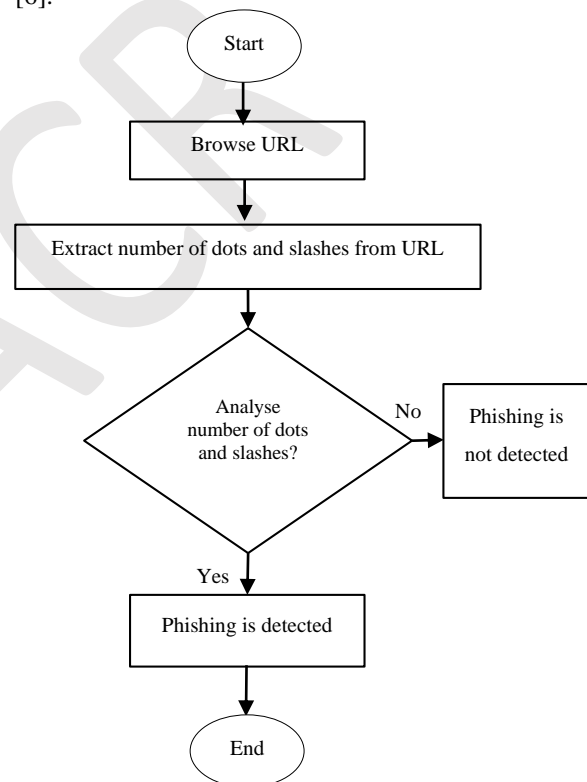 [6].
Start
Browse URL
Extract number of dots and slashes from URL
Analyse
number of dots
and slashes?
No
Phishing is
not detected
Yes
Phishing is detected
End